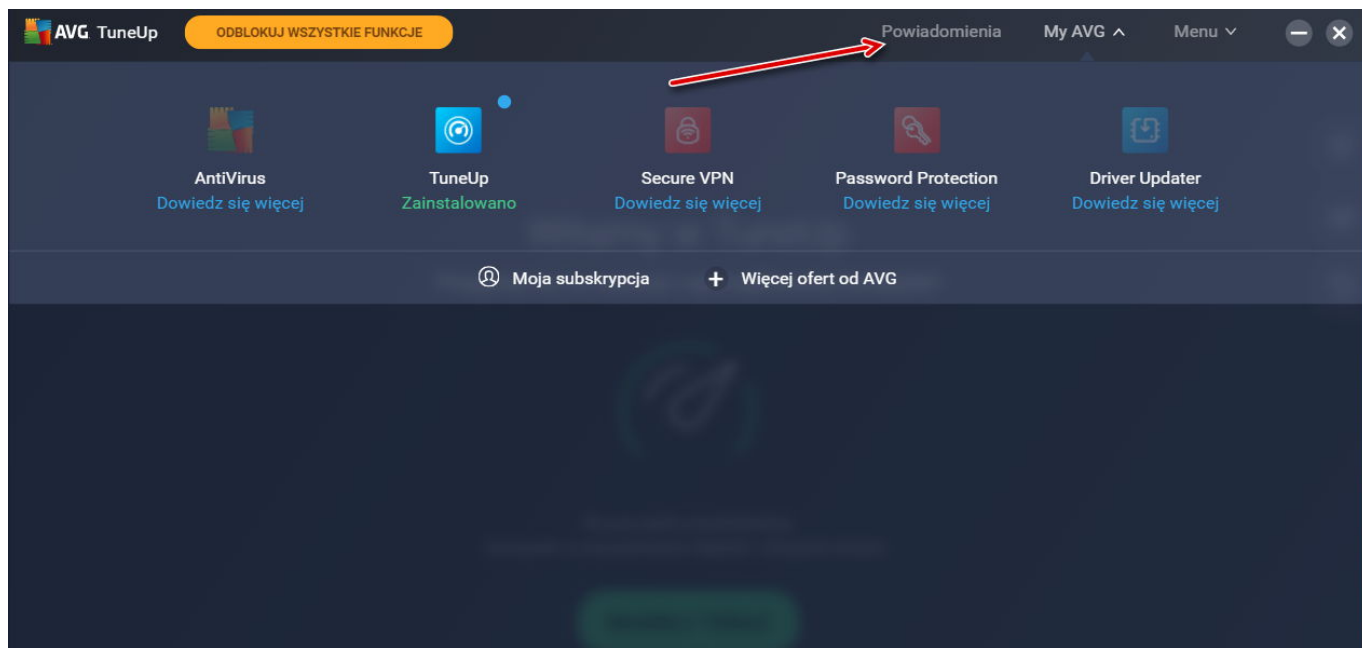 AVG TuneUp ODBLOKUJ WSZYSTKIE FUNKCJE Powiadomienia My AVG Menu
AntiVirus TuneUp Secure VPN Password Protection Driver Updater
Dowiedz się więcej Zainstalowano Dowiedz się więcej Dowiedz się więcej Dowiedz się więcej
Moja subskrypcja Więcej ofert od AVG